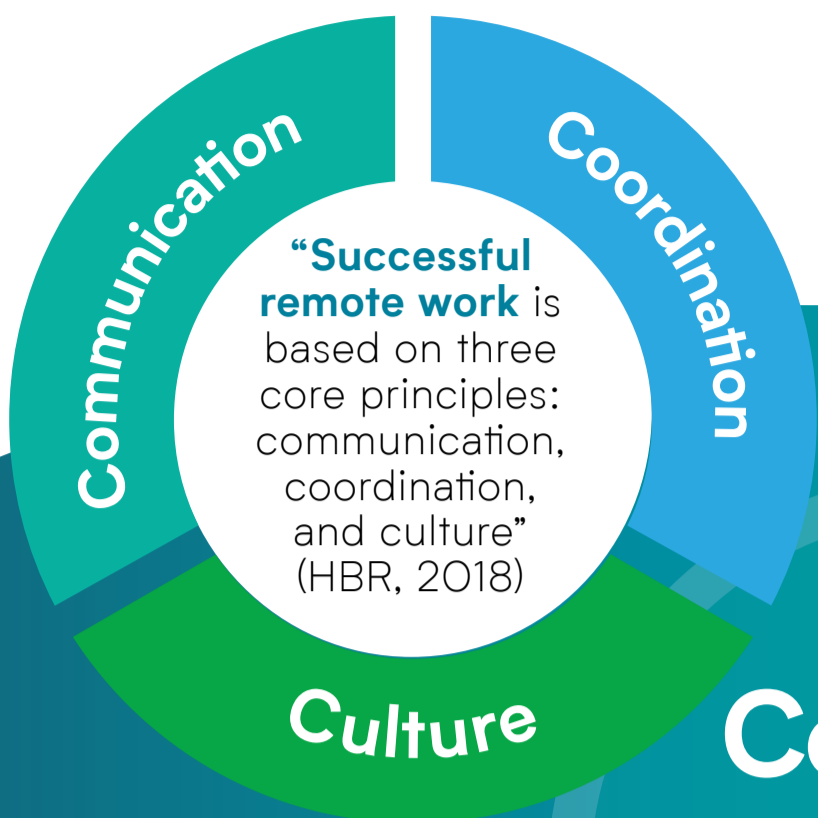 Communication
Coordination
“Successful
remote work is
based on three
core principles:
communication,
coordination,
and culture”
(HBR, 2018)
Culture